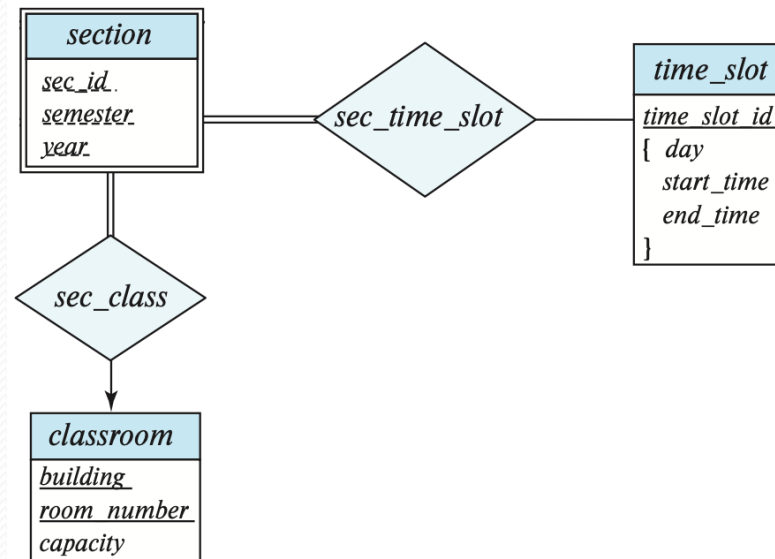 section
sec_id
semester
year
sec_time_slot
time_slot
time_slot_id
{ day
start_time
end_time
}
sec_class
classroom
building
room_number
capacity